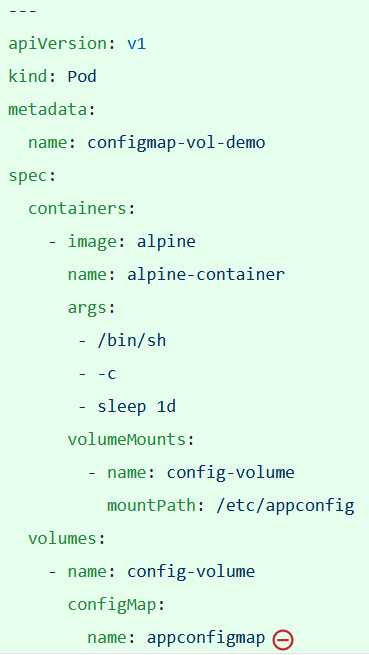 ---
apiVersion: v1
kind: Pod
metadata:
  name: configmap-vol-demo
spec:
  containers:
    - image: alpine
      name: alpine-container
      args:
       - /bin/sh
       - -c
       - sleep 1d
      volumeMounts:
        - name: config-volume
          mountPath: /etc/appconfig
  volumes:
    - name: config-volume
      configMap:
        name: appconfigmap